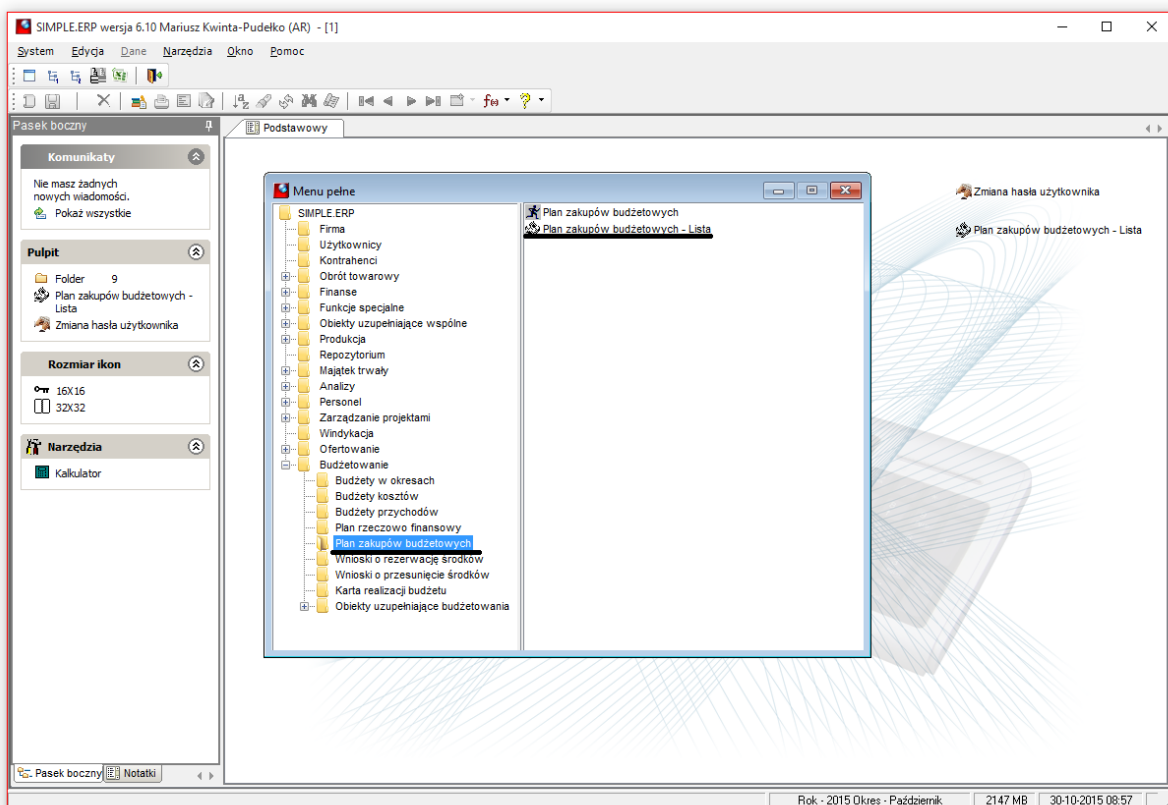 SIMPLE.ERP wersja 6.10 Mariusz Kwinta-Pudełko (AR) - [1]
System Edycja Dane Narzędzia Okno Pomoc
Pasek boczny
Podstawowy
Komunikaty
Nie masz żadnych
nowych wiadomości.
Pokaż wszystkie
Pulpit
Folder 9
Plan zakupów budżetowych -
Lista
Zmiana hasła użytkownika
Rozmiar ikon
16X16
32X32
Narzędzia
Kalkulator
Menu pełne
SIMPLE.ERP
Firma
Użytkownicy
Kontrahenci
Obrót towarowy
Finanse
Funkcje specjalne
Obiekty uzupełniające wspólne
Produkcja
Repozytorium
Majątek trwały
Analizy
Personel
Zarządzanie projektami
Windykacja
Ofertowanie
Budżetowanie
Budżety w okresach
Budżety kosztów
Budżety przychodów
Plan rzeczowo finansowy
Plan zakupów budżetowych
Wnioski o rezerwację środków
Wnioski o przesunięcie środków
Karta realizacji budżetu
Obiekty uzupełniające budżetowania
Plan zakupów budżetowych
Plan zakupów budżetowych - Lista
Zmiana hasła użytkownika
Plan zakupów budżetowych - Lista
Pasek boczny Notatki
Rok - 2015 Okres - Październik 2147 MB 30-10-2015 08:57